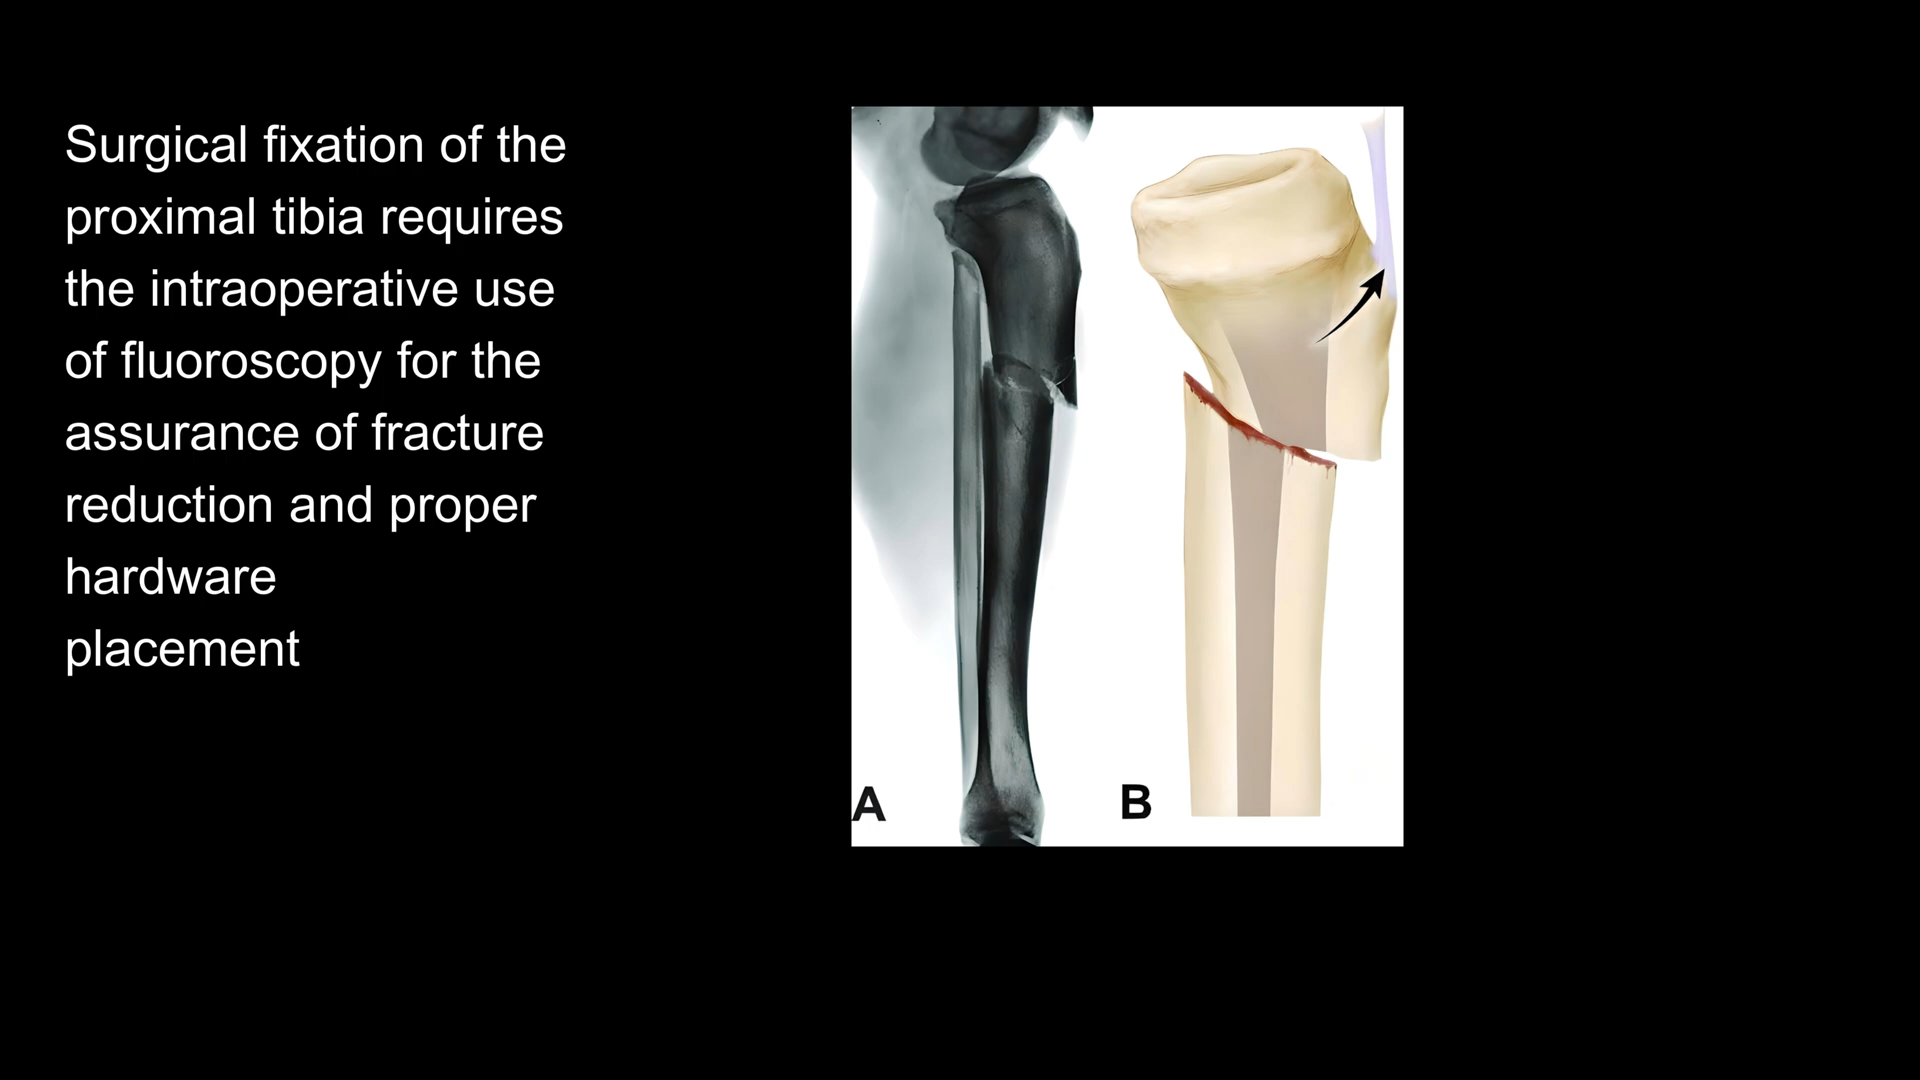 Surgical fixation of the
proximal tibia requires
the intraoperative use
of fluoroscopy for the
assurance of fracture
reduction and proper
hardware
placement
A
B